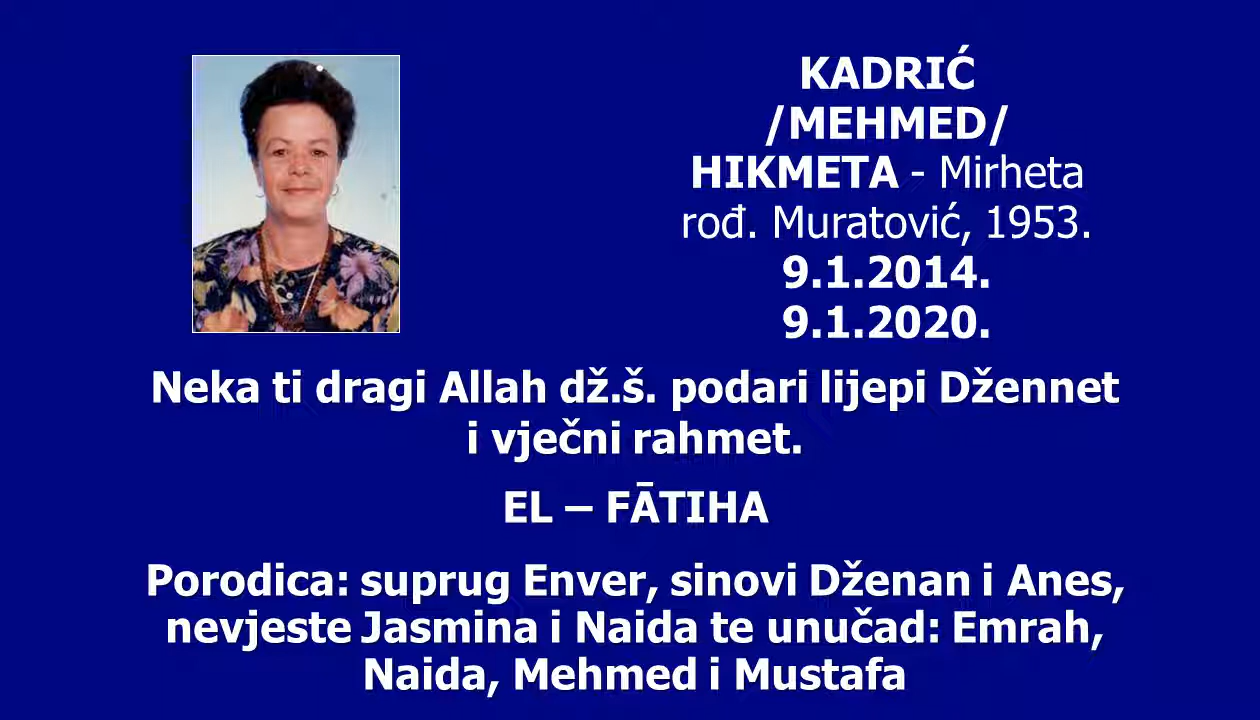 KADRIĆ
/MEHMED/
HIKMETA - Mirheta
rođ. Muratović, 1953.
9.1.2014.
9.1.2020.
Neka ti dragi Allah dž.š. podari lijepi Džennet
i vječni rahmet.
EL – FĀTIHA
Porodica: suprug Enver, sinovi Dženan i Anes,
nevjeste Jasmina i Naida te unučad: Emrah,
Naida, Mehmed i Mustafa